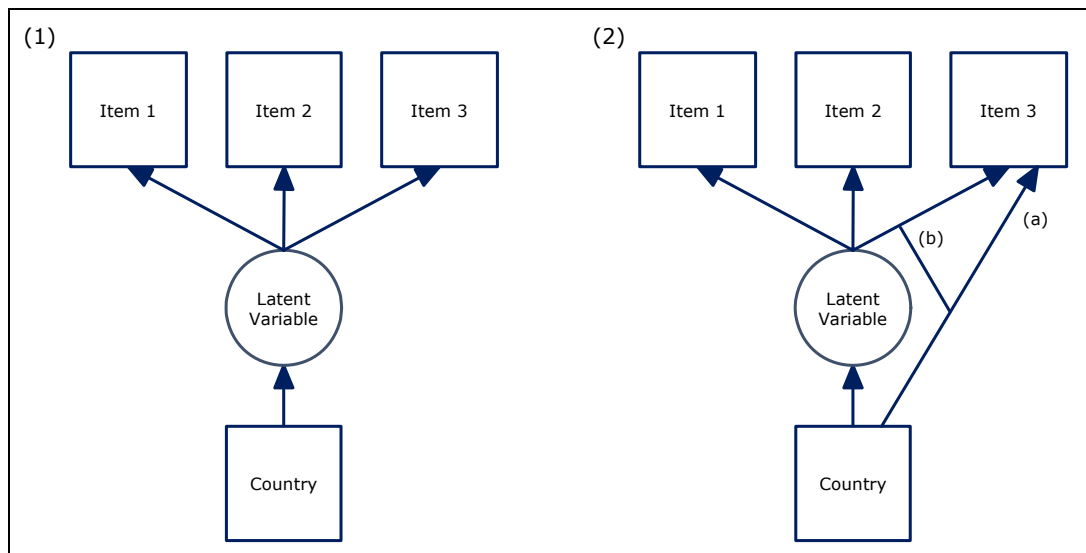 (1)
Item 1
Item 2
Item 3
Latent
Variable
Country
(2)
Item 1
Item 2
Item 3
(a)
(b)
Latent
Variable
Country